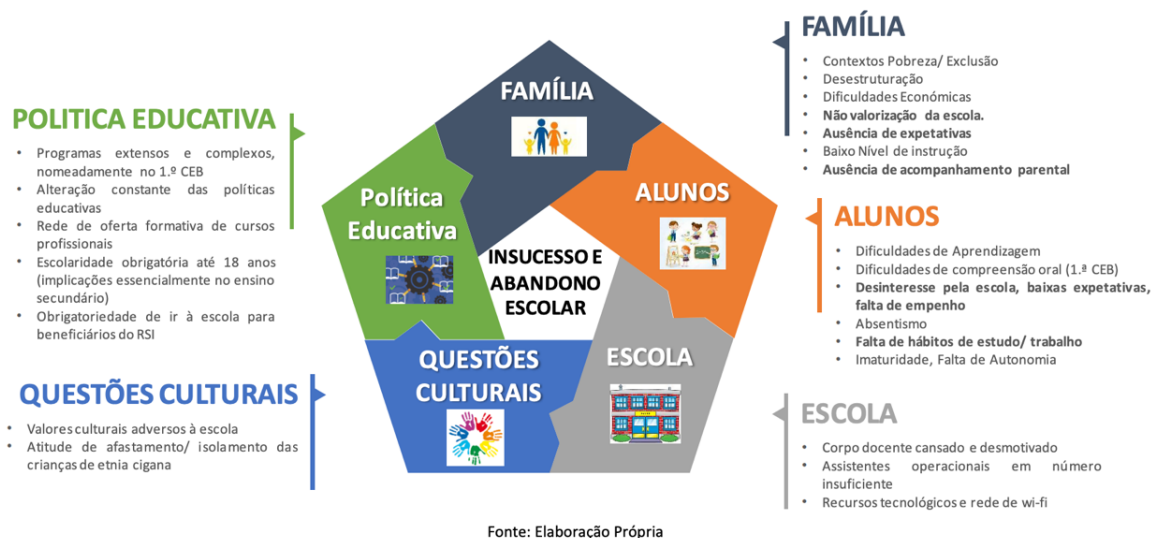 FAMÍLIA
Política
Educativa
ALUNOS
INSUCESSO E
ABANDONO
ESCOLAR
QUESTÕES
CULTURAIS
ESCOLA
POLITICA EDUCATIVA
• Programas extensos e complexos,
nomeadamente no 1.º CEB
• Alteração constante das políticas
educativas
• Rede de oferta formativa de cursos
profissionais
• Escolaridade obrigatória até 18 anos
(implicações essencialmente no ensino
secundário)
• Obrigatoriedade de ir à escola para
beneficiários do RSI
QUESTÕES CULTURAIS
• Valores culturais adversos à escola
• Atitude de afastamento/ isolamento das
crianças de etnia cigana
FAMÍLIA
• Contextos Pobreza/ Exclusão
• Desestruturação
• Dificuldades Económicas
• Não valorização da escola.
• Ausência de expetativas
• Baixo Nível de instrução
• Ausência de acompanhamento parental
ALUNOS
• Dificuldades de Aprendizagem
• Dificuldades de compreensão oral (1.ª CEB)
• Desinteresse pela escola, baixas expetativas,
falta de empenho
• Absentismo
• Falta de hábitos de estudo/ trabalho
• Imaturidade, Falta de Autonomia
ESCOLA
• Corpo docente cansado e desmotivado
• Assistentes operacionais em número
insuficiente
• Recursos tecnológicos e rede de wi-fi
Fonte: Elaboração Própria